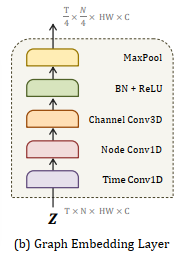 T/4 × N/4 × HW × C
MaxPool
BN + ReLU
Channel Conv3D
Node Conv1D
Time Conv1D
Z T × N × HW × C
(b) Graph Embedding Layer